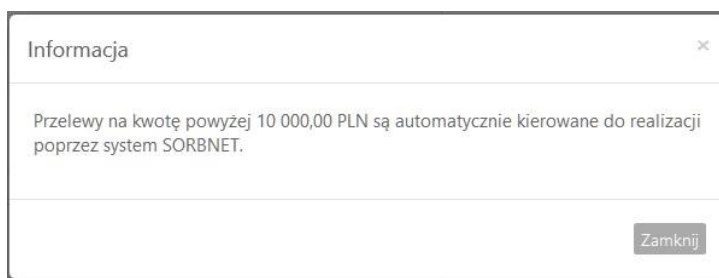 Informacja
×
Przelewy na kwotę powyżej 10 000,00 PLN są automatycznie kierowane do realizacji
poprzez system SORBNET.
Zamknij